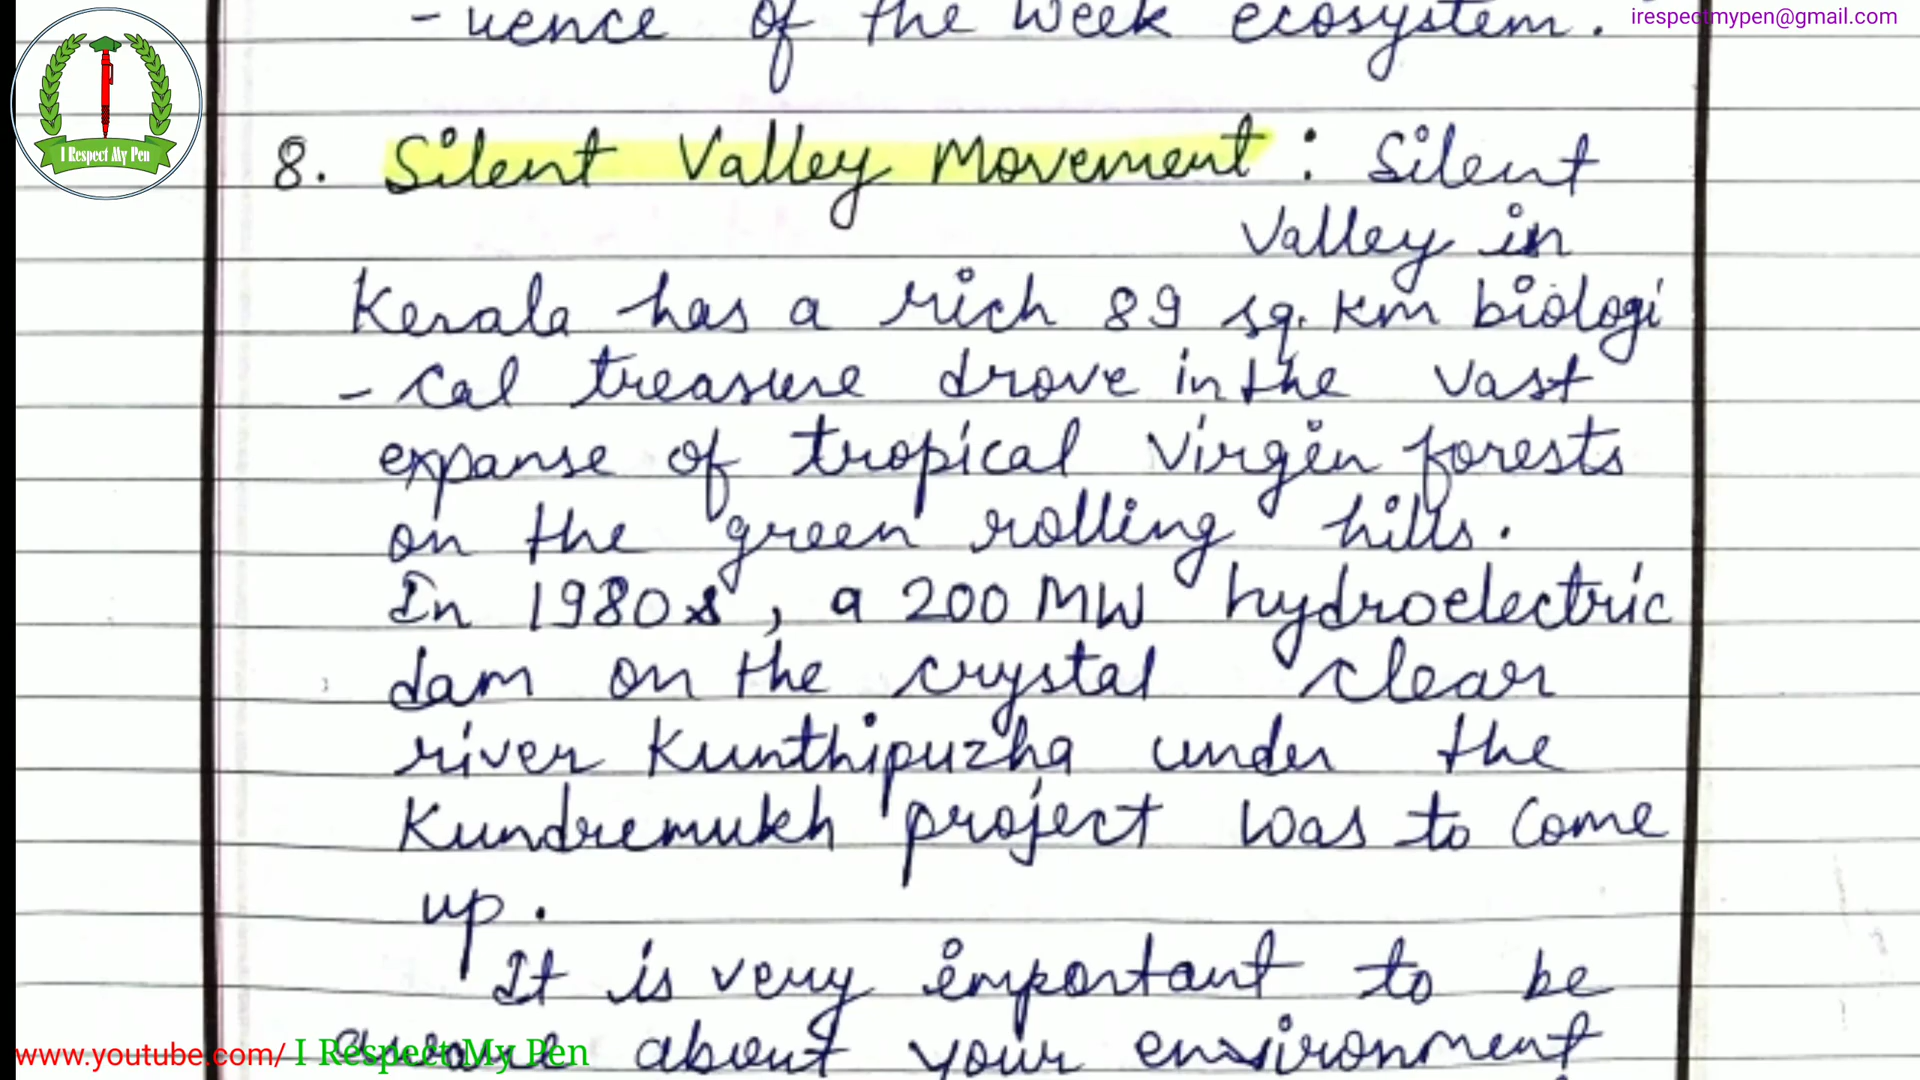 -uence of the week ecosystem.
irespectmypen@gmail.com
I Respect My Pen
8. Silent Valley Movement : Silent
Valley in
Kerala has a rich 89 sq. km biologi
-cal treasure drove in the vast
expanse of tropical virgin forests
on the green rolling hills.
In 1980s, a 200 MW hydroelectric
dam on the crystal clear
river Kunthipuzha under the
Kundremukh project was to come
up.
It is very important to be
aware about your environment
www.youtube.com/ I Respect My Pen